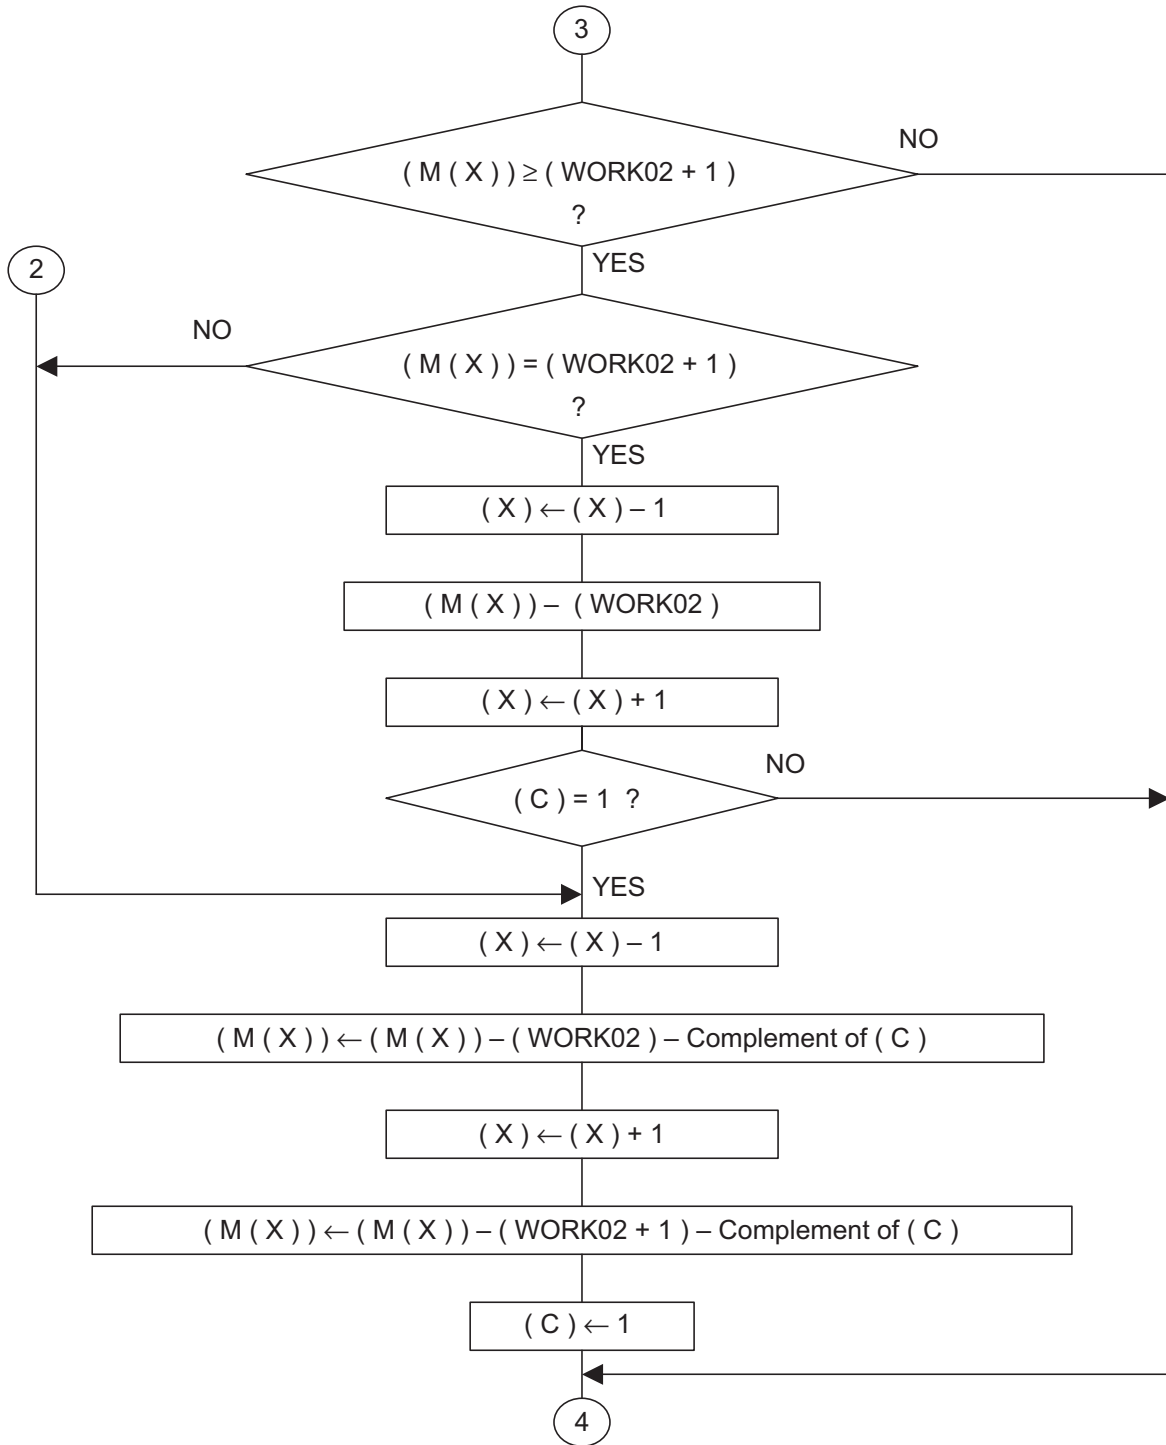 3
NO
( M ( X ) ) ≥ ( WORK02 + 1 )
?
YES
2
NO
( M ( X ) ) = ( WORK02 + 1 )
?
YES
( X ) ← ( X ) – 1
( M ( X ) ) – ( WORK02 )
( X ) ← ( X ) + 1
NO
( C ) = 1 ?
YES
( X ) ← ( X ) – 1
( M ( X ) ) ← ( M ( X ) ) – ( WORK02 ) – Complement of ( C )
( X ) ← ( X ) + 1
( M ( X ) ) ← ( M ( X ) ) – ( WORK02 + 1 ) – Complement of ( C )
( C ) ← 1
4